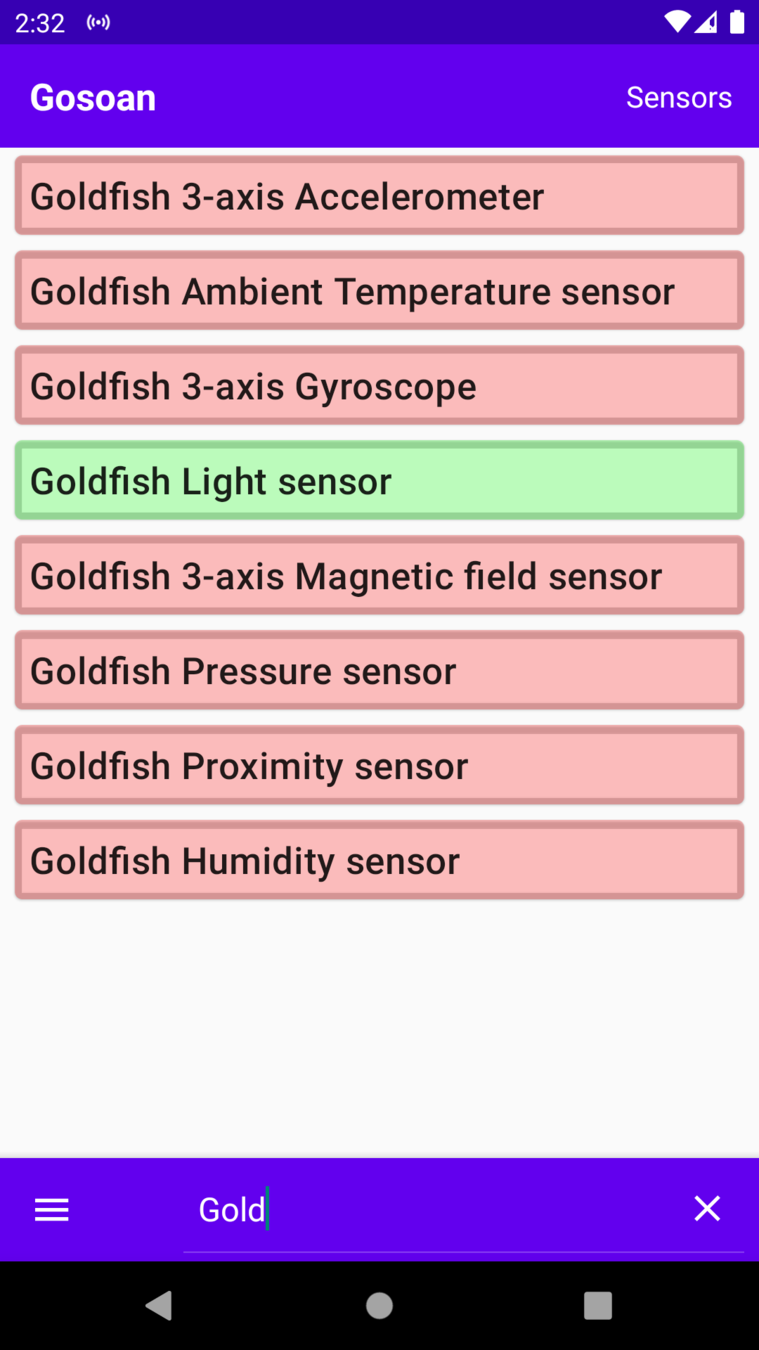 2:32
Gosoan
Sensors
Goldfish 3-axis Accelerometer
Goldfish Ambient Temperature sensor
Goldfish 3-axis Gyroscope
Goldfish Light sensor
Goldfish 3-axis Magnetic field sensor
Goldfish Pressure sensor
Goldfish Proximity sensor
Goldfish Humidity sensor
Gold